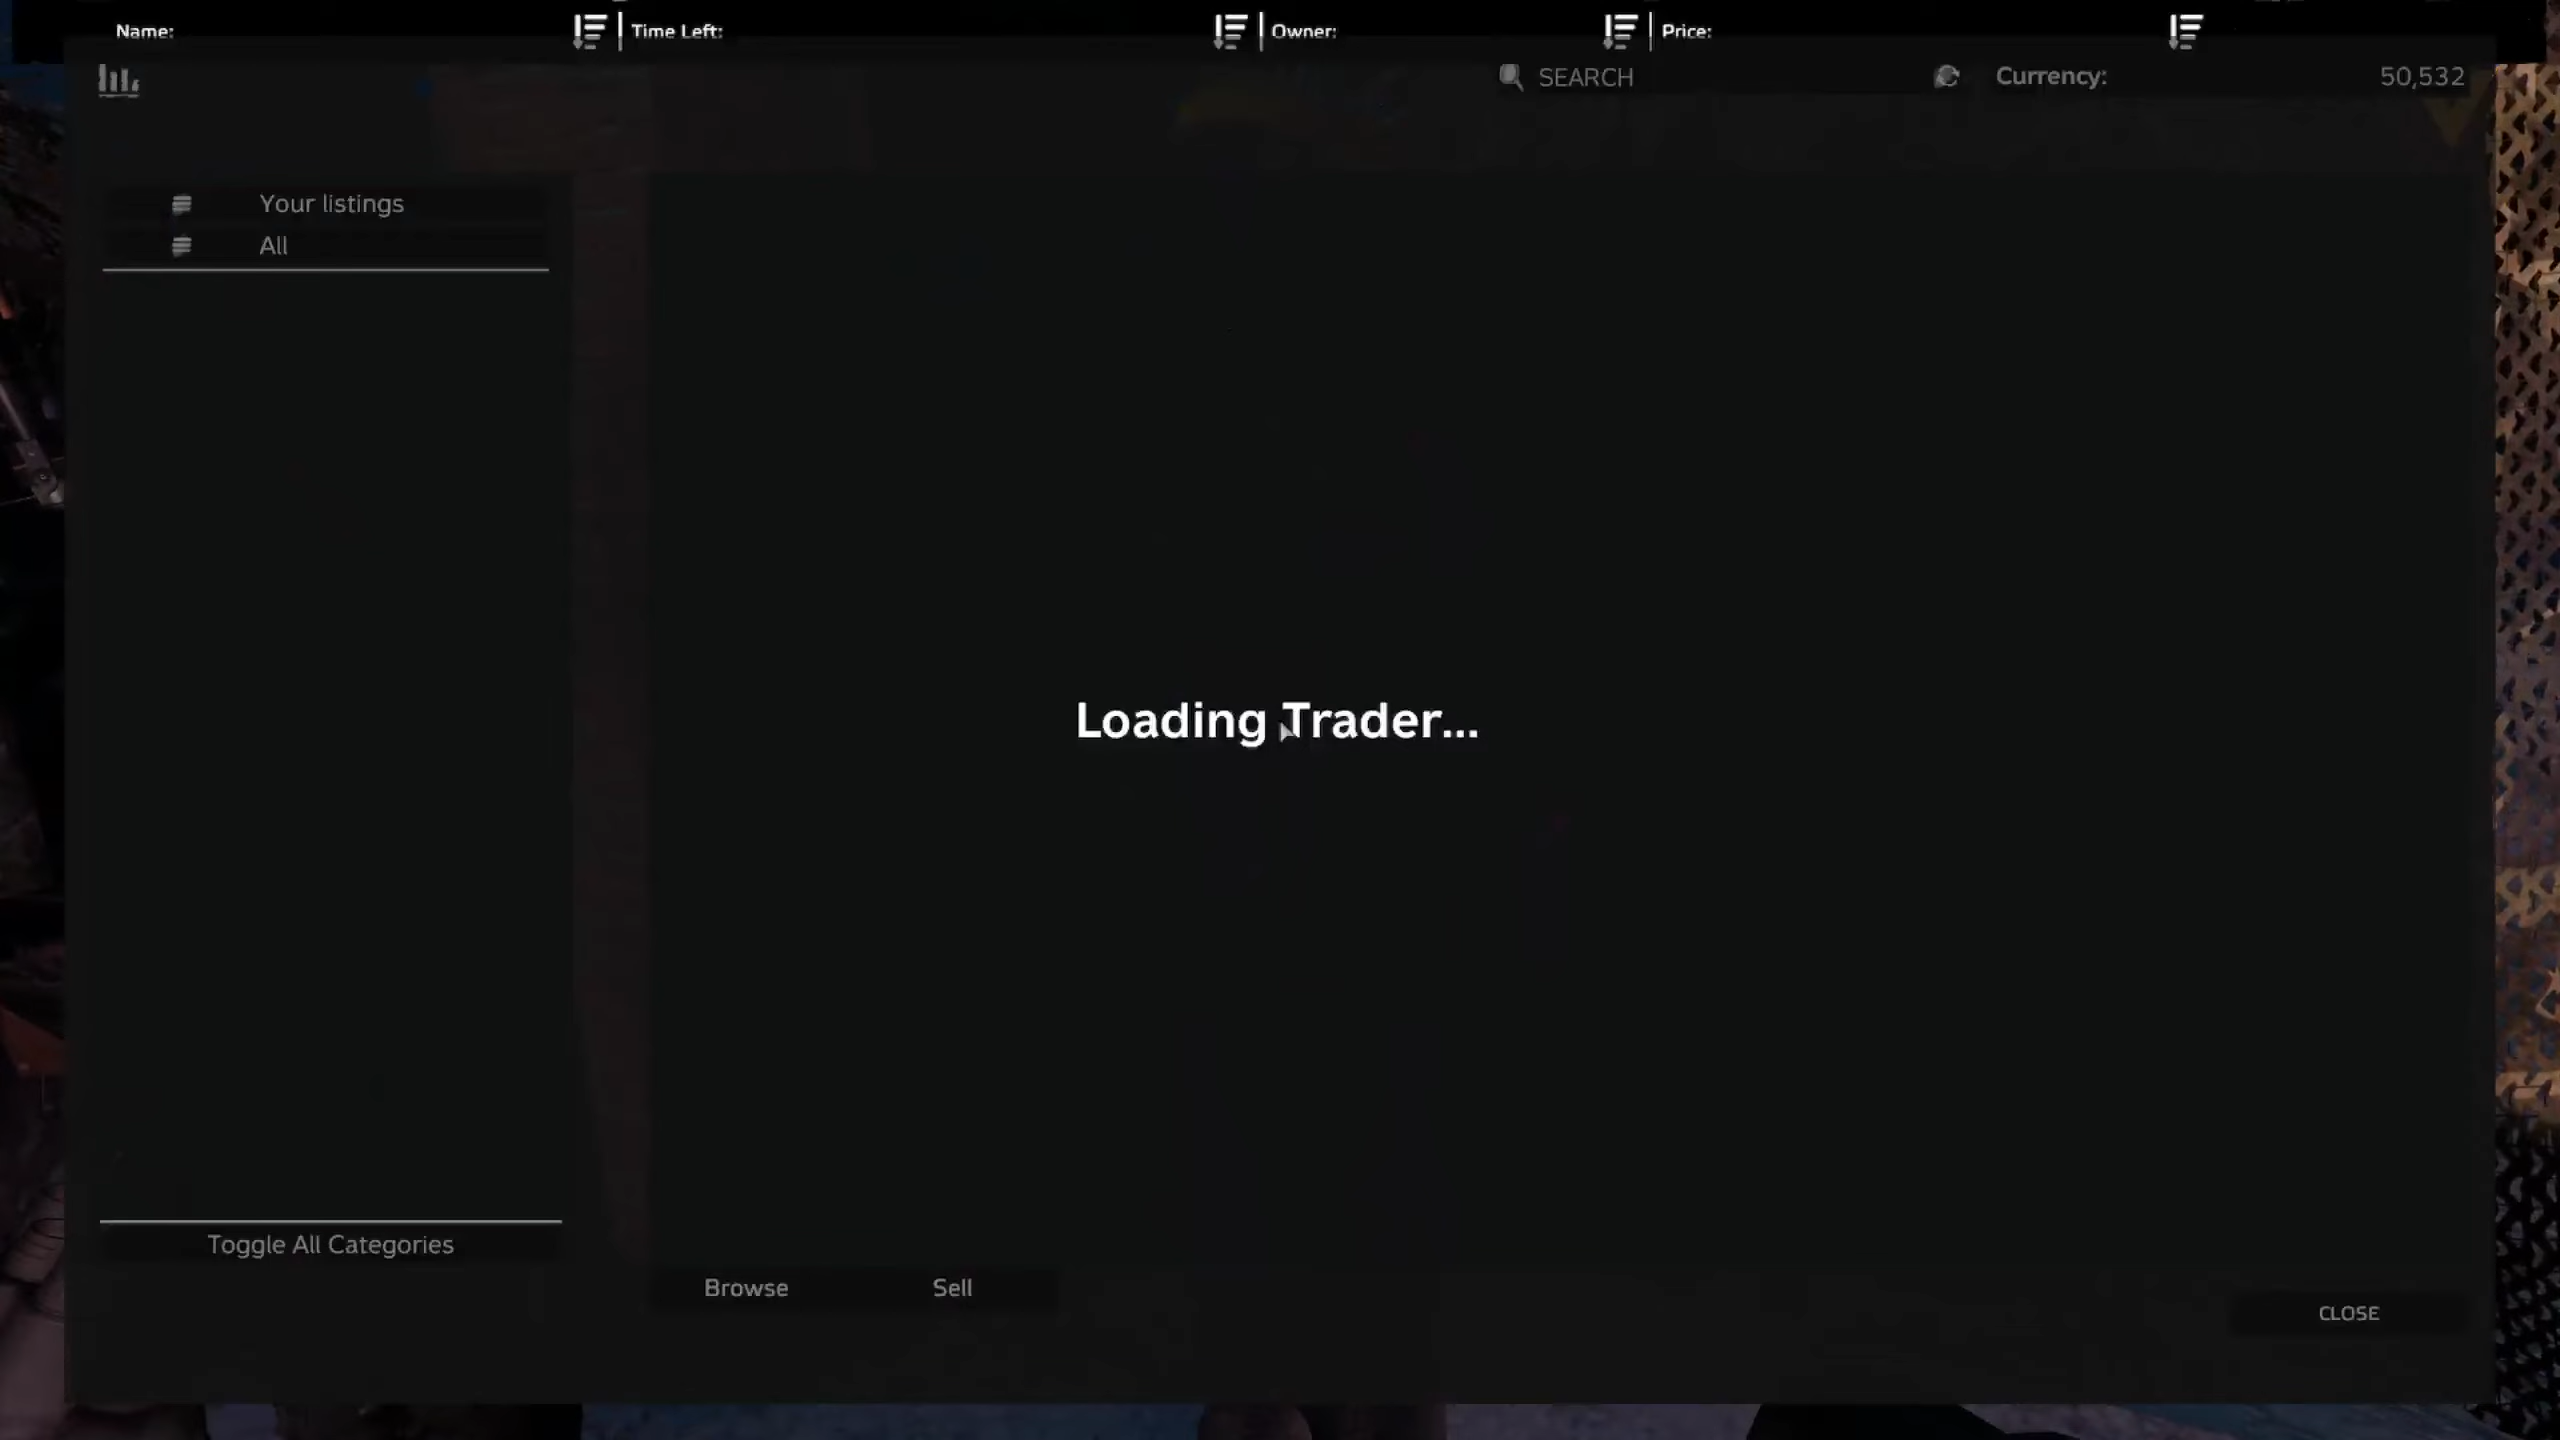 Name: Time Left: Owner: Price:
SEARCH Currency: 50,532
Your listings
All
Loading Trader...
Toggle All Categories
Browse Sell
CLOSE